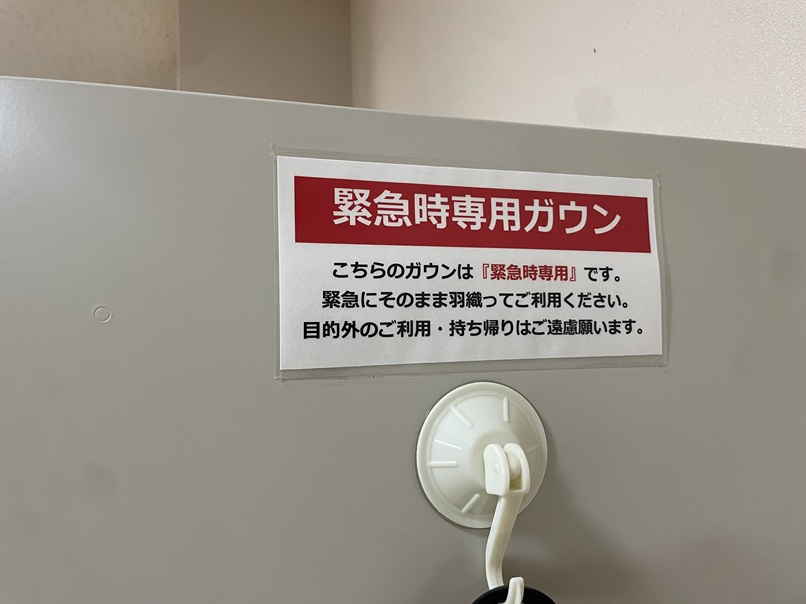 緊急時専用ガウン
こちらのガウンは『緊急時専用』です。
緊急にそのまま羽織ってご利用ください。
目的外のご利用・持ち帰りはご遠慮願います。